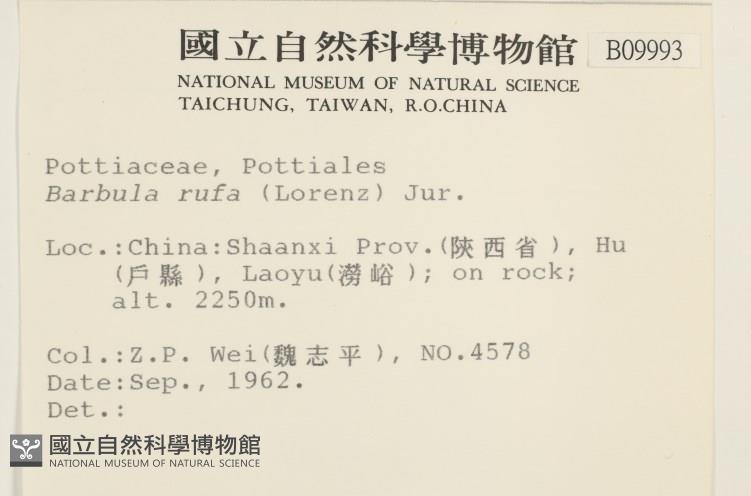 國立自然科學博物館 B09993
NATIONAL MUSEUM OF NATURAL SCIENCE
TAICHUNG, TAIWAN, R.O.CHINA
Pottiaceae, Pottiales
Barbula rufa (Lorenz) Jur.
Loc.:China:Shaanxi Prov.(陝西省), Hu
(戶縣), Laoyu(澇峪); on rock;
alt. 2250m.
Col.:Z.P. Wei(魏志平), NO.4578
Date:Sep., 1962.
Det.:
國立自然科學博物館
NATIONAL MUSEUM OF NATURAL SCIENCE